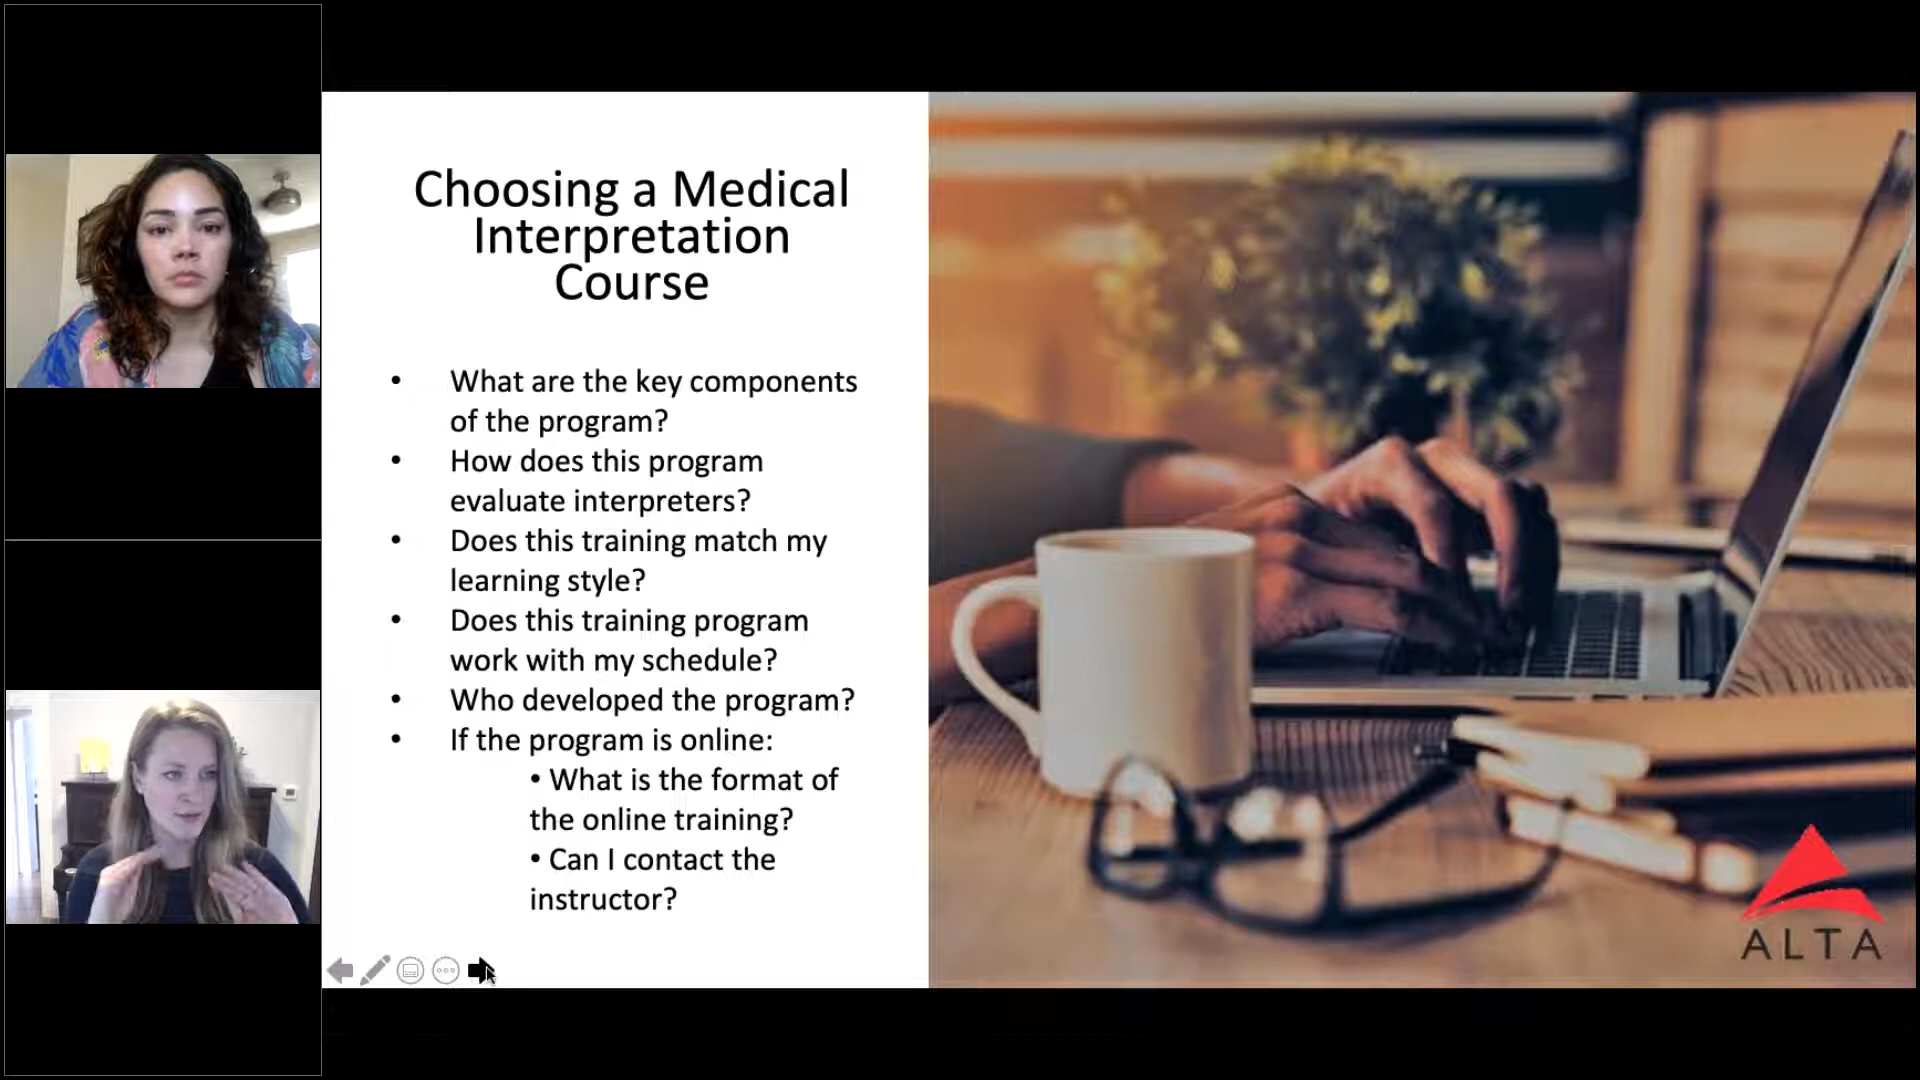 Choosing a Medical
Interpretation
Course
• What are the key components
of the program?
• How does this program
evaluate interpreters?
• Does this training match my
learning style?
• Does this training program
work with my schedule?
• Who developed the program?
• If the program is online:
• What is the format of
the online training?
• Can I contact the
instructor?
ALTA